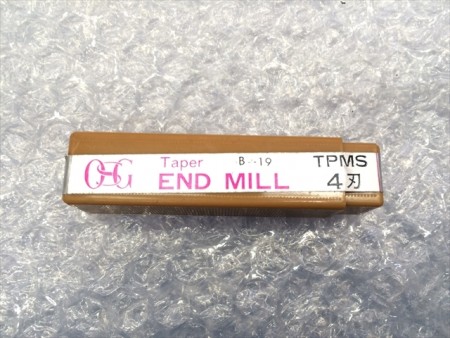 OSG
Taper B-19 TPMS
END MILL 4刃